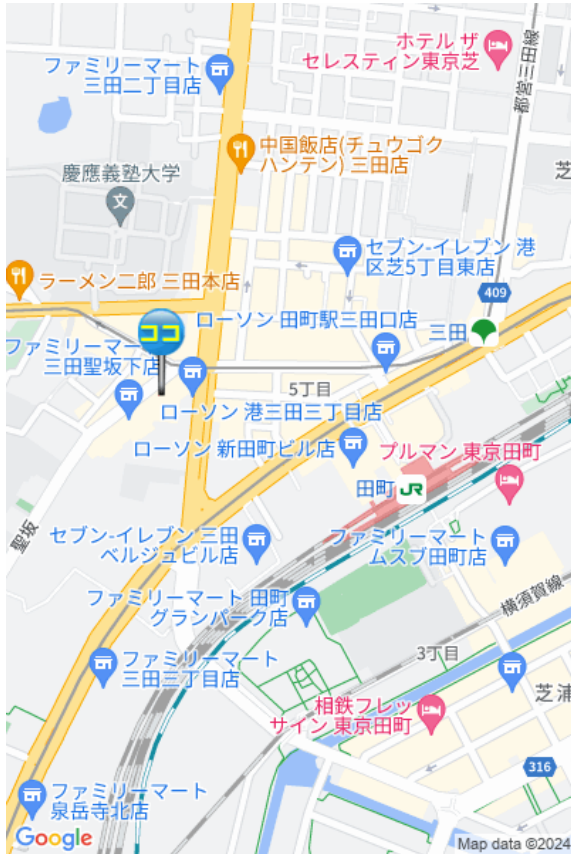 ホテル ザ
セレスティン東京芝
都営三田線
ファミリーマート
三田二丁目店
中国飯店(チュウゴク
ハンテン) 三田店
慶應義塾大学
文
芝
セブン-イレブン 港
区芝5丁目東店
ラーメン二郎 三田本店
409
ココ
ローソン 田町駅三田口店
三田
ファミリーマート
三田聖坂下店
5丁目
ローソン 港三田三丁目店
ローソン 新田町ビル店
プルマン 東京田町
田町
JR
聖坂
セブン-イレブン 三田
ベルジュビル店
ファミリーマート
ムスブ田町店
ファミリーマート 田町
グランパーク店
横須賀線
3丁目
ファミリーマート
三田三丁目店
芝浦
相鉄フレッ
サイン 東京田町
316
ファミリーマート
泉岳寺北店
Google
Map data ©2024